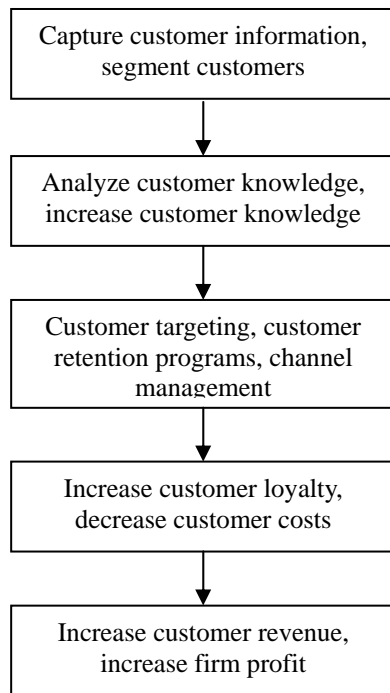 Capture customer information,
segment customers
Analyze customer knowledge,
increase customer knowledge
Customer targeting, customer
retention programs, channel
management
Increase customer loyalty,
decrease customer costs
Increase customer revenue,
increase firm profit